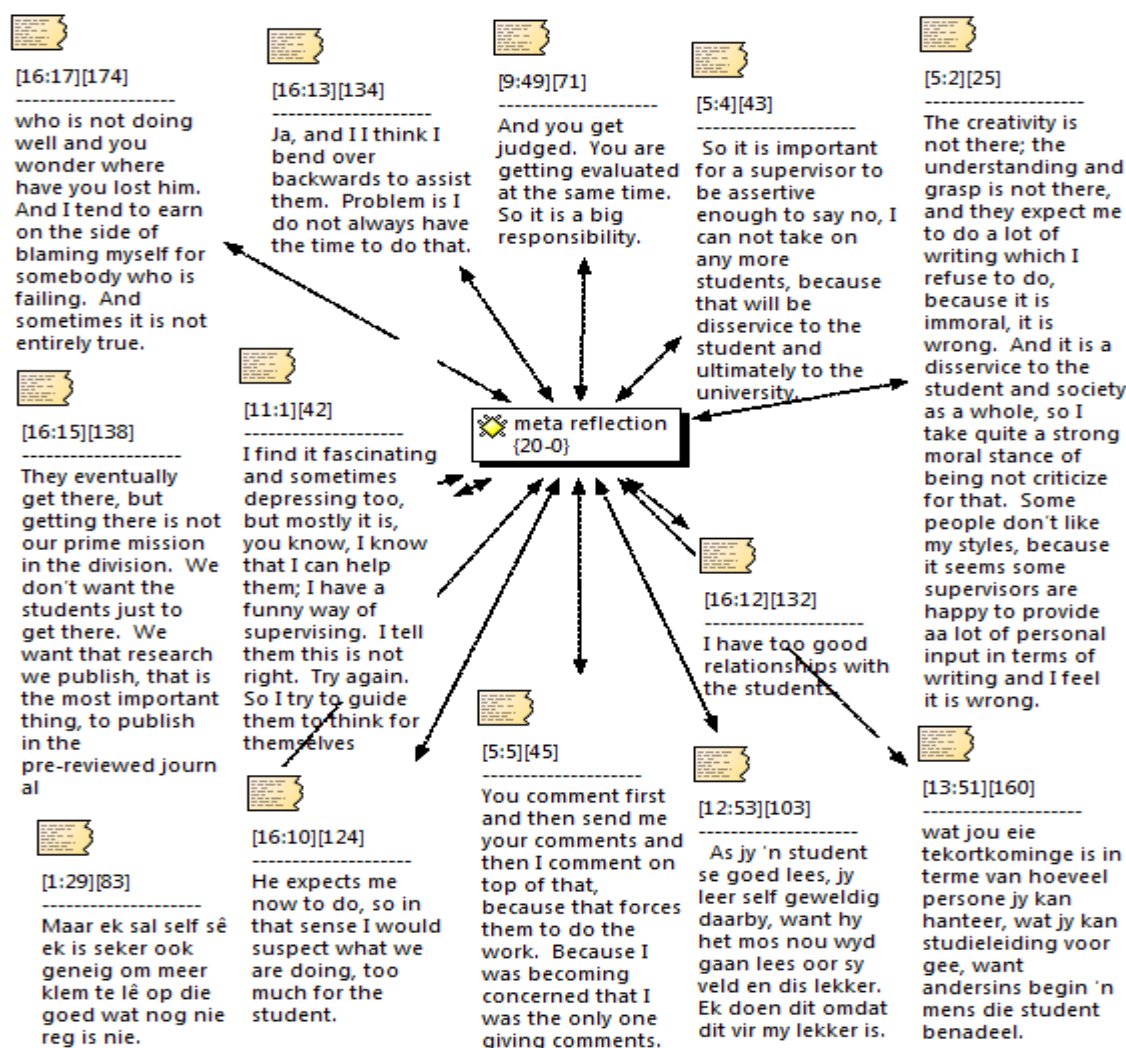 [16:17][174]
---------------------
who is not doing
well and you
wonder where
have you lost him.
And I tend to earn
on the side of
blaming myself for
somebody who is
failing.  And
sometimes it is not
entirely true.
[16:13][134]
---------------------
Ja, and I I think I
bend over
backwards to assist
them.  Problem is I
do not always have
the time to do that.
[9:49][71]
---------------------
And you get
judged.  You are
getting evaluated
at the same time.
So it is a big
responsibility.
[5:4][43]
---------------------
So it is important
for a supervisor to
be assertive
enough to say no, I
can not take on
any more
students, because
that will be
disservice to the
student and
ultimately to the
university.
[5:2][25]
---------------------
The creativity is
not there; the
understanding and
grasp is not there,
and they expect me
to do a lot of
writing which I
refuse to do,
because it is
immoral, it is
wrong.  And it is a
disservice to the
student and society
as a whole, so I
take quite a strong
moral stance of
being not criticize
for that.  Some
people don't like
my styles, because
it seems some
supervisors are
happy to provide
aa lot of personal
input in terms of
writing and I feel
it is wrong.
meta reflection
{20-0}
[16:15][138]
---------------------
They eventually
get there, but
getting there is not
our prime mission
in the division.  We
don't want the
students just to
get there.  We
want that research
we publish, that is
the most important
thing, to publish
in the
pre-reviewed journ
al
[11:1][42]
---------------------
I find it fascinating
and sometimes
depressing too,
but mostly it is,
you know, I know
that I can help
them; I have a
funny way of
supervising.  I tell
them this is not
right.  Try again.
So I try to guide
them to think for
themselves
[16:12][132]
---------------------
I have too good
relationships with
the students.
[1:29][83]
---------------------
Maar ek sal self sê
ek is seker ook
geneig om meer
klem te lê op die
goed wat nog nie
reg is nie.
[16:10][124]
---------------------
He expects me
now to do, so in
that sense I would
suspect what we
are doing, too
much for the
student.
[5:5][45]
---------------------
You comment first
and then send me
your comments and
then I comment on
top of that,
because that forces
them to do the
work.  Because I
was becoming
concerned that I
was the only one
giving comments.
[12:53][103]
---------------------
As jy 'n student
se goed lees, jy
leer self geweldig
daarby, want hy
het mos nou wyd
gaan lees oor sy
veld en dis lekker.
Ek doen dit omdat
dit vir my lekker is.
[13:51][160]
---------------------
wat jou eie
tekortkominge is in
terme van hoeveel
persone jy kan
hanteer, wat jy kan
studieleiding voor
gee, want
andersins begin 'n
mens die student
benadeel.